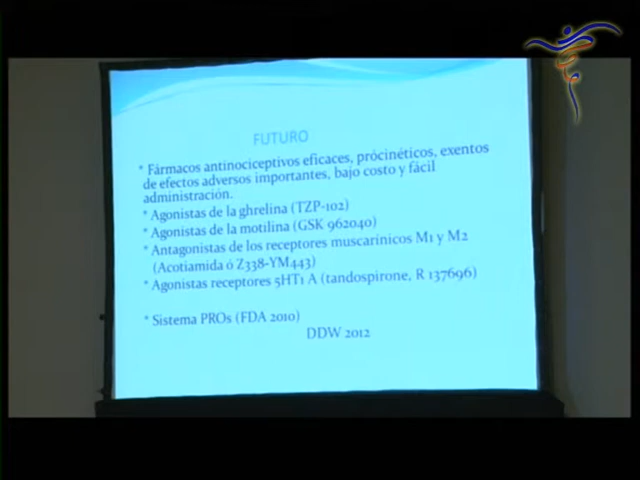 FUTURO
* Fármacos antinociceptivos eficaces, prócinéticos, exentos
de efectos adversos importantes, bajo costo y fácil
administración.
* Agonistas de la ghrelina (TZP-102)
* Agonistas de la motilina (GSK 962040)
* Antagonistas de los receptores muscarínicos M1 y M2
(Acotiamida ó Z338-YM443)
* Agonistas receptores 5HT1 A (tandospirone, R 137696)
* Sistema PROs (FDA 2010)
DDW 2012